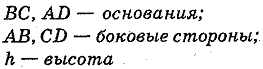 BC, AD — основания;
AB, CD — боковые стороны;
h — высота